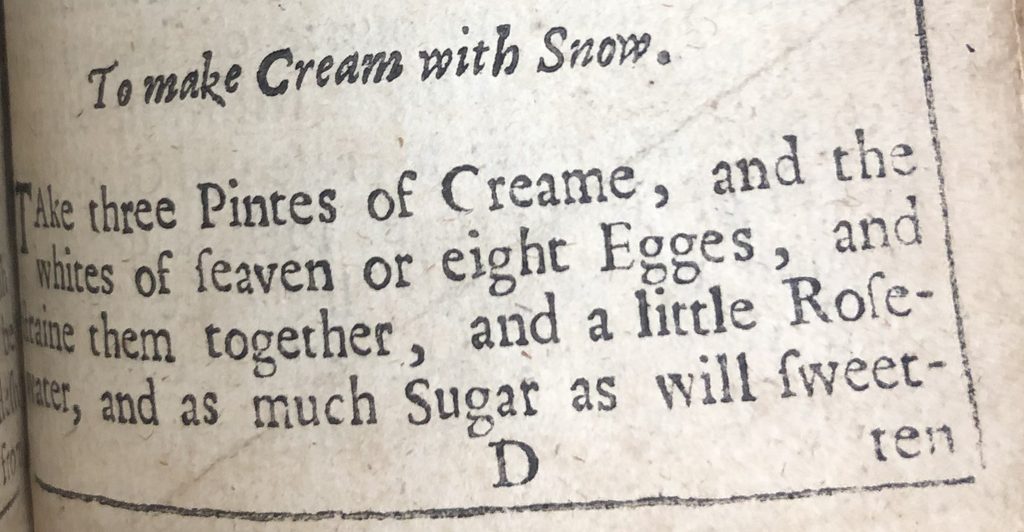 To make Cream with Snow.
TAke three Pintes of Creame, and the
whites of ſeaven or eight Egges, and
ſtraine them together, and a little Roſe-
water, and as much Sugar as will ſweet-
D ten